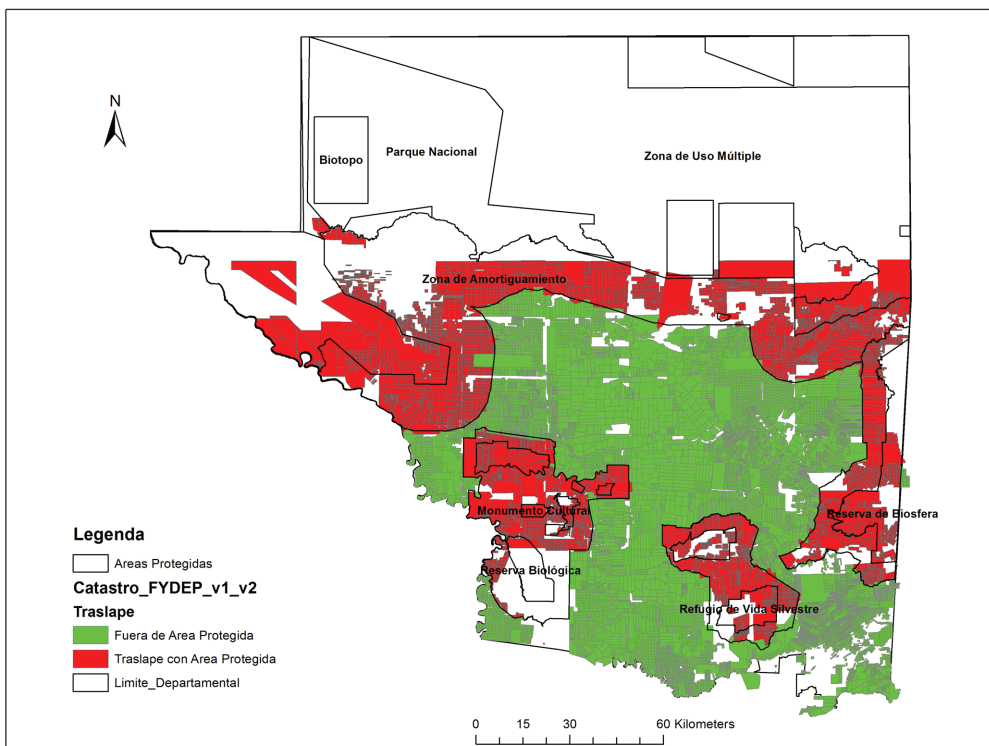 N
Biotopo
Parque Nacional
Zona de Uso Múltiple
Zona de Amortiguamiento
Monumento Cultural
Reserva de Biosfera
Reserva Biológica
Refugio de Vida Silvestre
Legenda
Areas Protegidas
Catastro_FYDEP_v1_v2
Traslape
Fuera de Area Protegida
Traslape con Area Protegida
Limite_Departamental
0 15 30 60 Kilometers